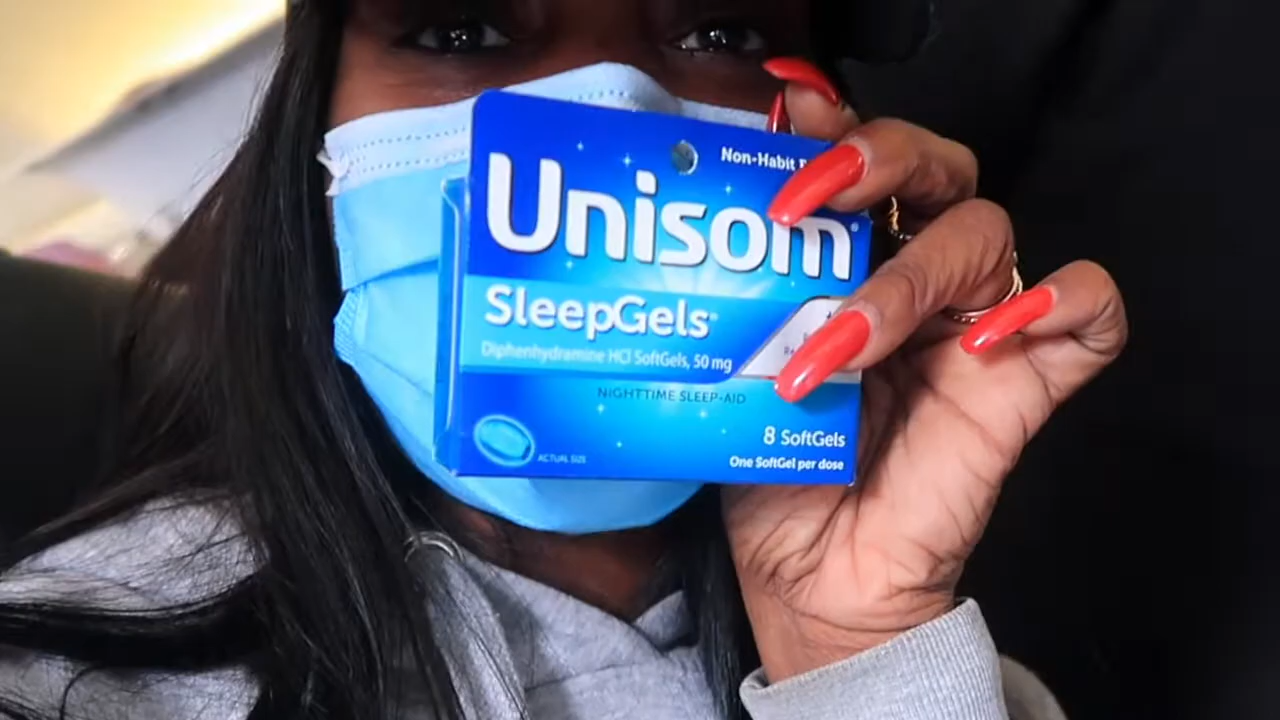 Non-Habit
Unisom®
SleepGels®
Diphenhydramine HCl SoftGels, 50 mg
NIGHTTIME SLEEP-AID
8 SoftGels
ACTUAL SIZE
One SoftGel per dose